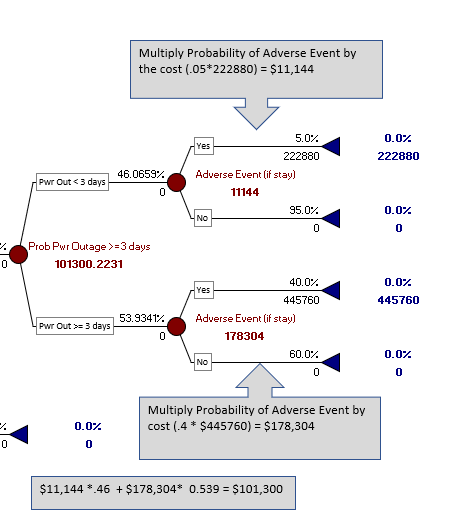 Multiply Probability of Adverse Event by
the cost (.05*222880) = $11,144
Yes
5.0%
0.0%
222880
222880
Pwr Out < 3 days
46.0659%
0
Adverse Event (if stay)
11144
No
95.0%
0.0%
0
0
%
0
Prob Pwr Outage >= 3 days
101300.2231
Yes
40.0%
0.0%
445760
445760
Pwr Out >= 3 days
53.9341%
0
Adverse Event (if stay)
178304
No
60.0%
0.0%
0
0
Multiply Probability of Adverse Event by
cost (.4 * $445760) = $178,304
%
0.0%
0
0
$11,144 *.46 + $178,304* 0.539 = $101,300